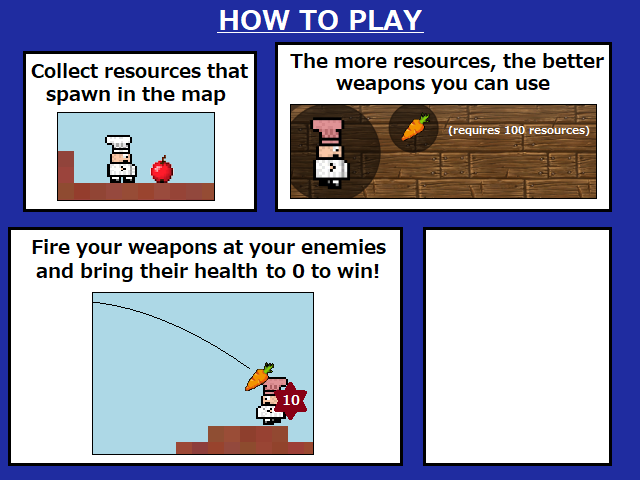 HOW TO PLAY
Collect resources that
spawn in the map
The more resources, the better
weapons you can use
(requires 100 resources)
Fire your weapons at your enemies
and bring their health to 0 to win!
10